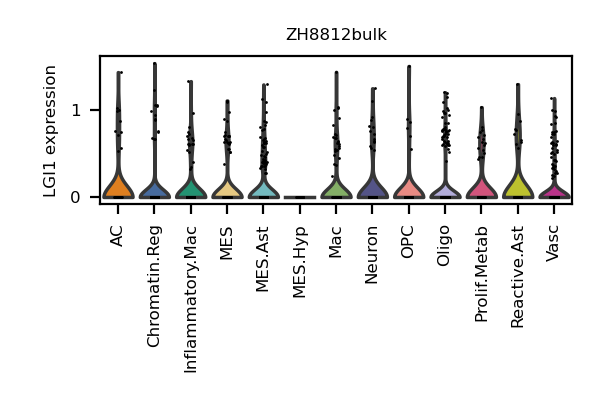 ZH8812bulk
LGI1 expression
1
0
AC
Chromatin.Reg
Inflammatory.Mac
MES
MES.Ast
MES.Hyp
Mac
Neuron
OPC
Oligo
Prolif.Metab
Reactive.Ast
Vasc